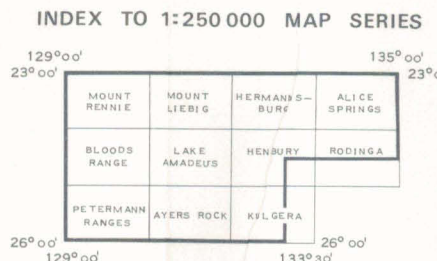 INDEX TO 1:250 000 MAP SERIES
129°00' 135°00'
23°00' 23°00'
MOUNT RENNIE MOUNT LIEBIG HERMANNS-BURG ALICE SPRINGS
BLOODS RANGE LAKE AMADEUS HENBURY RODINGA
PETERMANN RANGES AYERS ROCK KULGERA
26°00' 26°00'
129°00' 133°30'